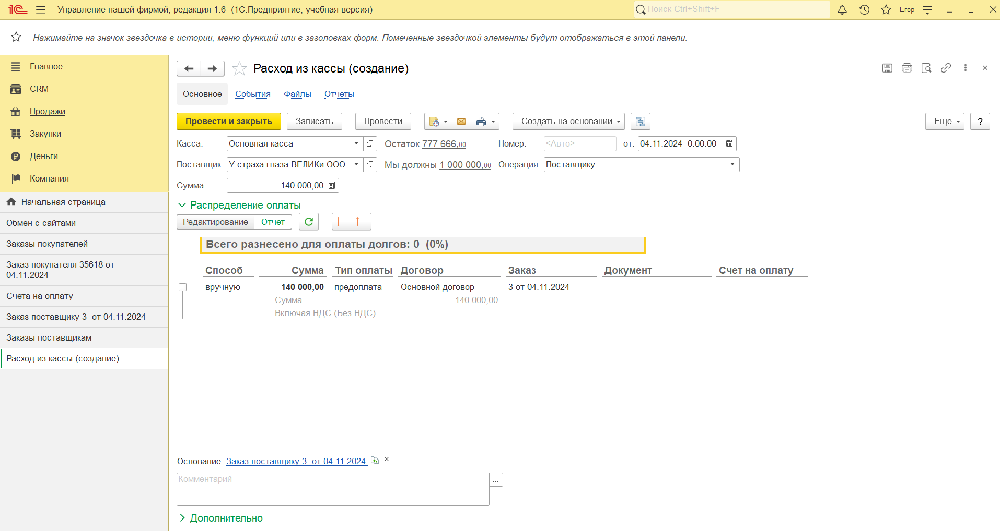 Управление нашей фирмой, редакция 1.6 (1С:Предприятие, учебная версия)
Поиск Ctrl+Shift+F
Егор
Нажимайте на значок звездочка в истории, меню функций или в заголовках форм. Помеченные звездочкой элементы будут отображаться в этой панели.
Главное
CRM
Продажи
Закупки
Деньги
Компания
Начальная страница
Обмен с сайтами
Заказы покупателей
Заказ покупателя 35618 от
04.11.2024
Счета на оплату
Заказ поставщику 3 от 04.11.2024
Заказы поставщикам
Расход из кассы (создание)
Расход из кассы (создание)
Основное События Файлы Отчеты
Провести и закрыть Записать Провести Создать на основании Еще ?
Касса: Основная касса Остаток 777 666,00 Номер: <Авто> от: 04.11.2024 0:00:00
Поставщик: У страха глаза ВЕЛИКи ООО Мы должны 1 000 000,00 Операция: Поставщику
Сумма: 140 000,00
Распределение оплаты
Редактирование Отчет
Всего разнесено для оплаты долгов: 0 (0%)
Способ Сумма Тип оплаты Договор Заказ Документ Счет на оплату
вручную 140 000,00 предоплата Основной договор 3 от 04.11.2024
Сумма 140 000,00
Включая НДС (Без НДС)
Основание: Заказ поставщику 3 от 04.11.2024
Комментарий
...
Дополнительно